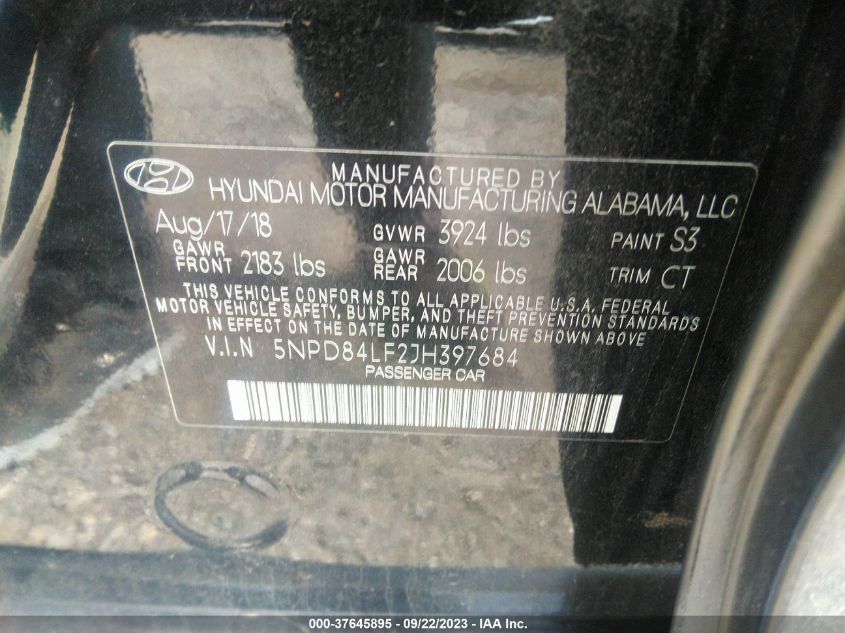 MANUFACTURED BY
HYUNDAI MOTOR MANUFACTURING ALABAMA, LLC
Aug/17/18 GVWR 3924 lbs PAINT S3
GAWR FRONT 2183 lbs GAWR REAR 2006 lbs TRIM CT
THIS VEHICLE CONFORMS TO ALL APPLICABLE U.S.A. FEDERAL
MOTOR VEHICLE SAFETY, BUMPER, AND THEFT PREVENTION STANDARDS
IN EFFECT ON THE DATE OF MANUFACTURE SHOWN ABOVE
V.I.N 5NPD84LF2JH397684
PASSENGER CAR
000-37645895 - 09/22/2023 - IAA Inc.